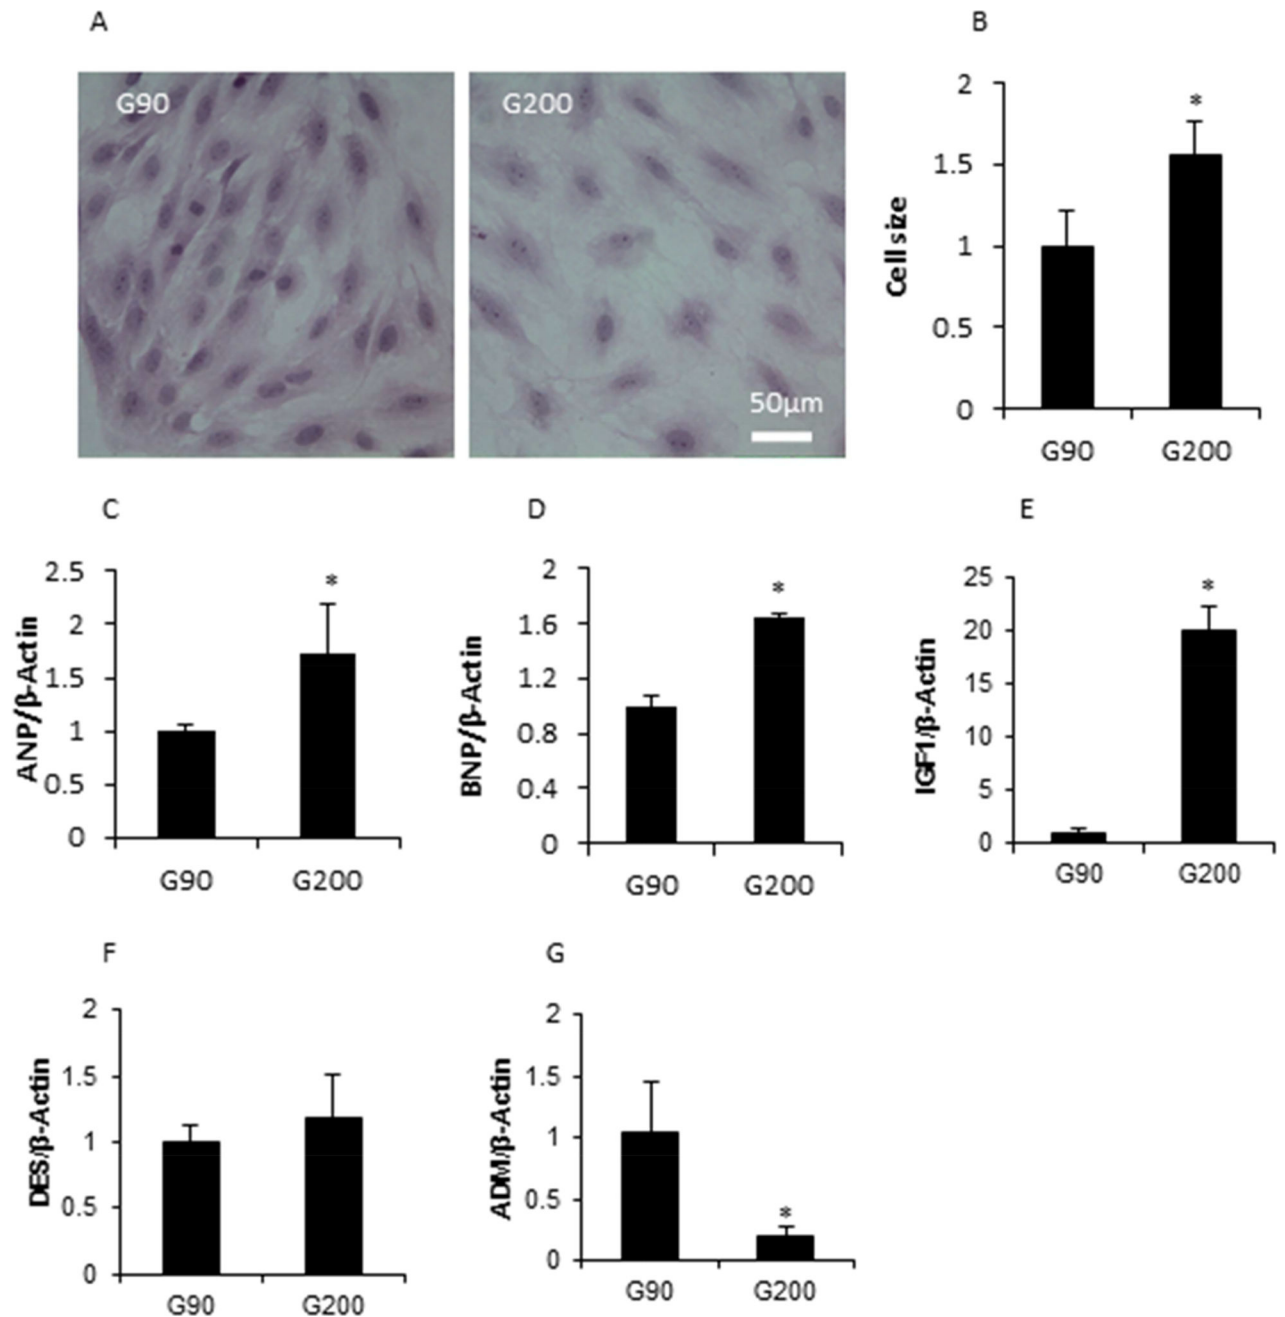 A
B
G90
G200
50µm
2
1.5
1
0.5
0
Cell size
*
G90
G200
C
D
E
2.5
2
1.5
1
0.5
0
ANP/β-Actin
*
G90
G200
2
1.6
1.2
0.8
0.4
0
BNP/β-Actin
*
G90
G200
25
20
15
10
5
0
IGF1/β-Actin
*
G90
G200
F
G
2
1.5
1
0.5
0
DES/β-Actin
G90
G200
2
1.5
1
0.5
0
ADM/β-Actin
*
G90
G200